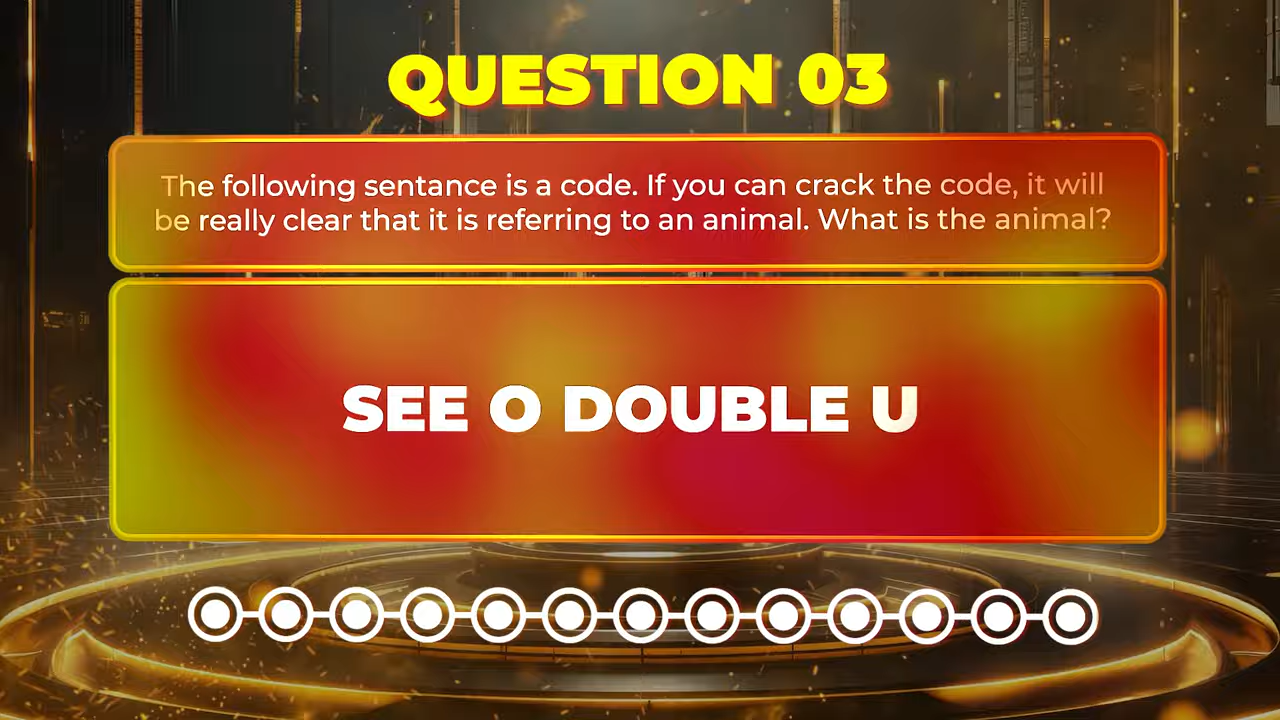 QUESTION 03
The following sentance is a code. If you can crack the code, it will
be really clear that it is referring to an animal. What is the animal?
SEE O DOUBLE U